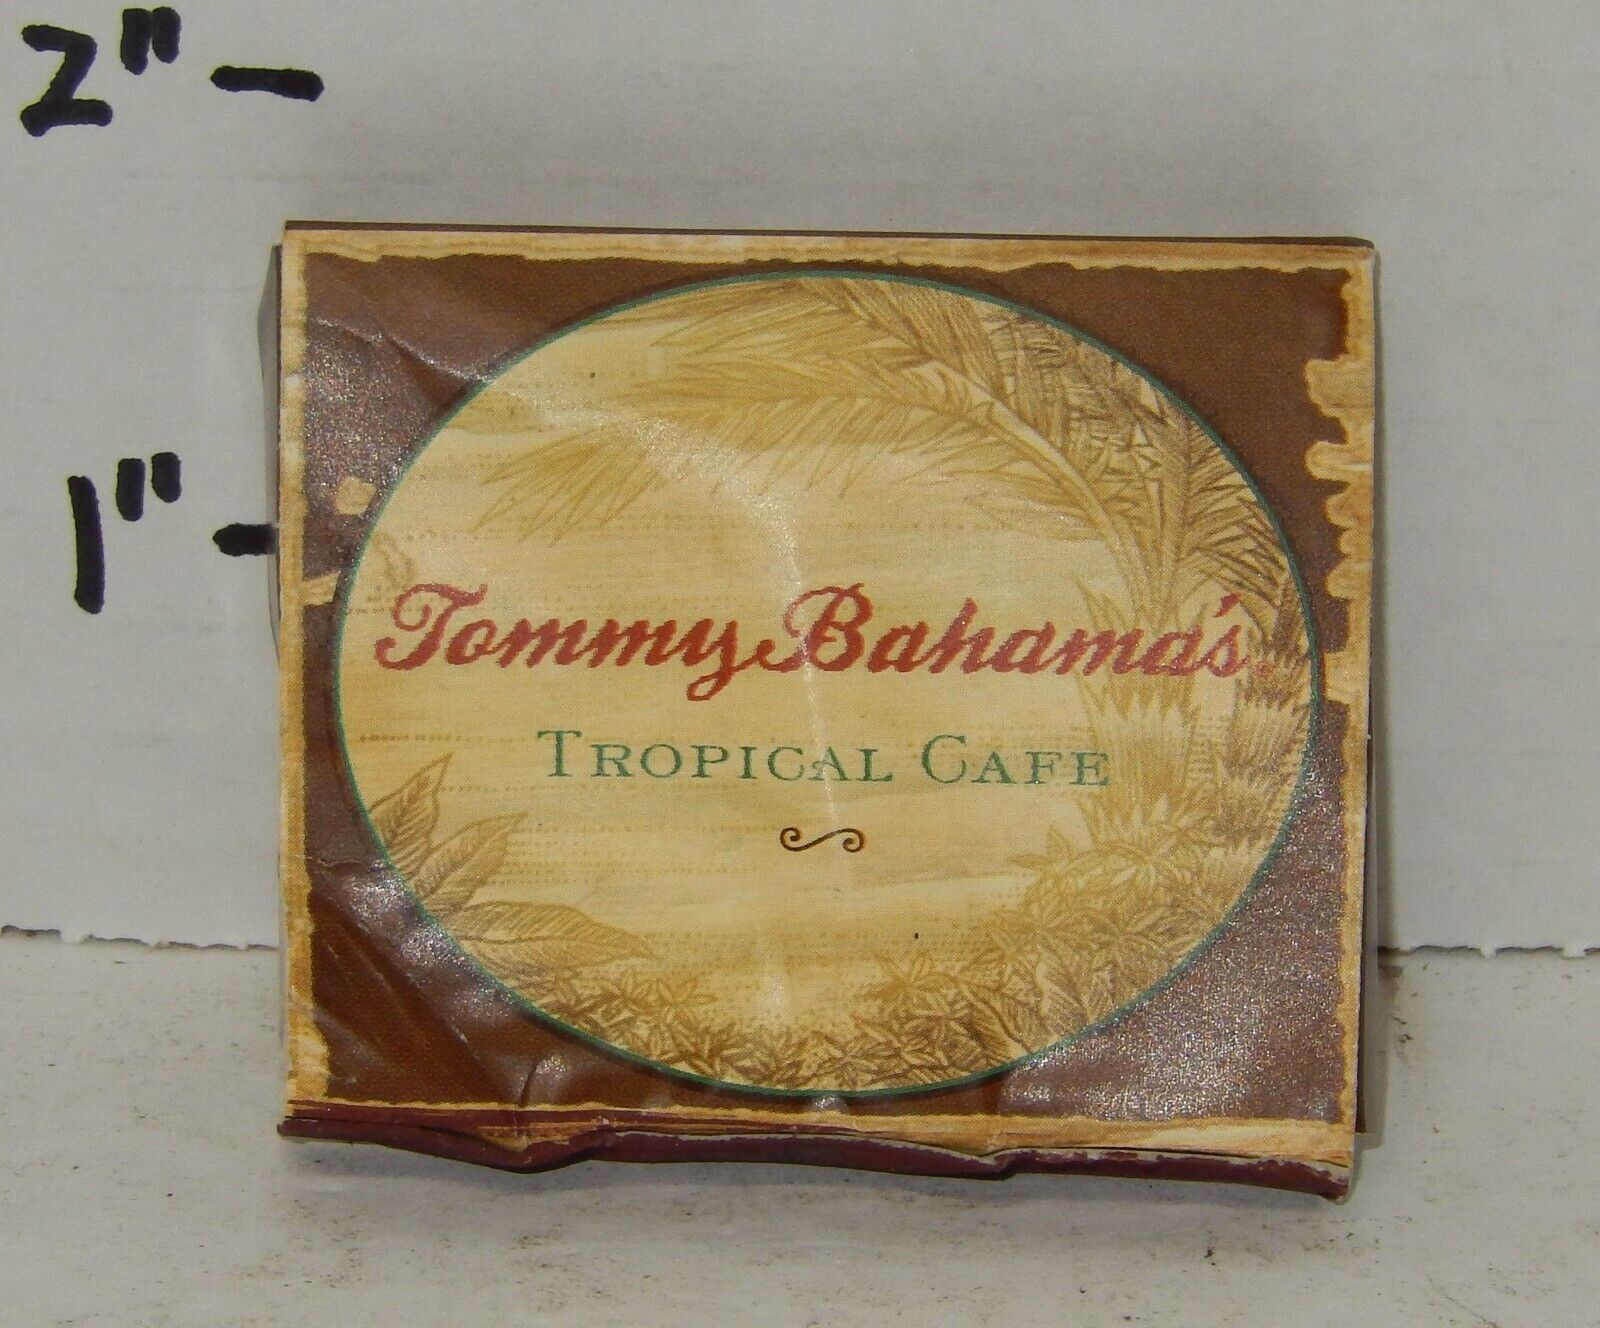 2" -
1" -
Tommy Bahama's
TROPICAL CAFE